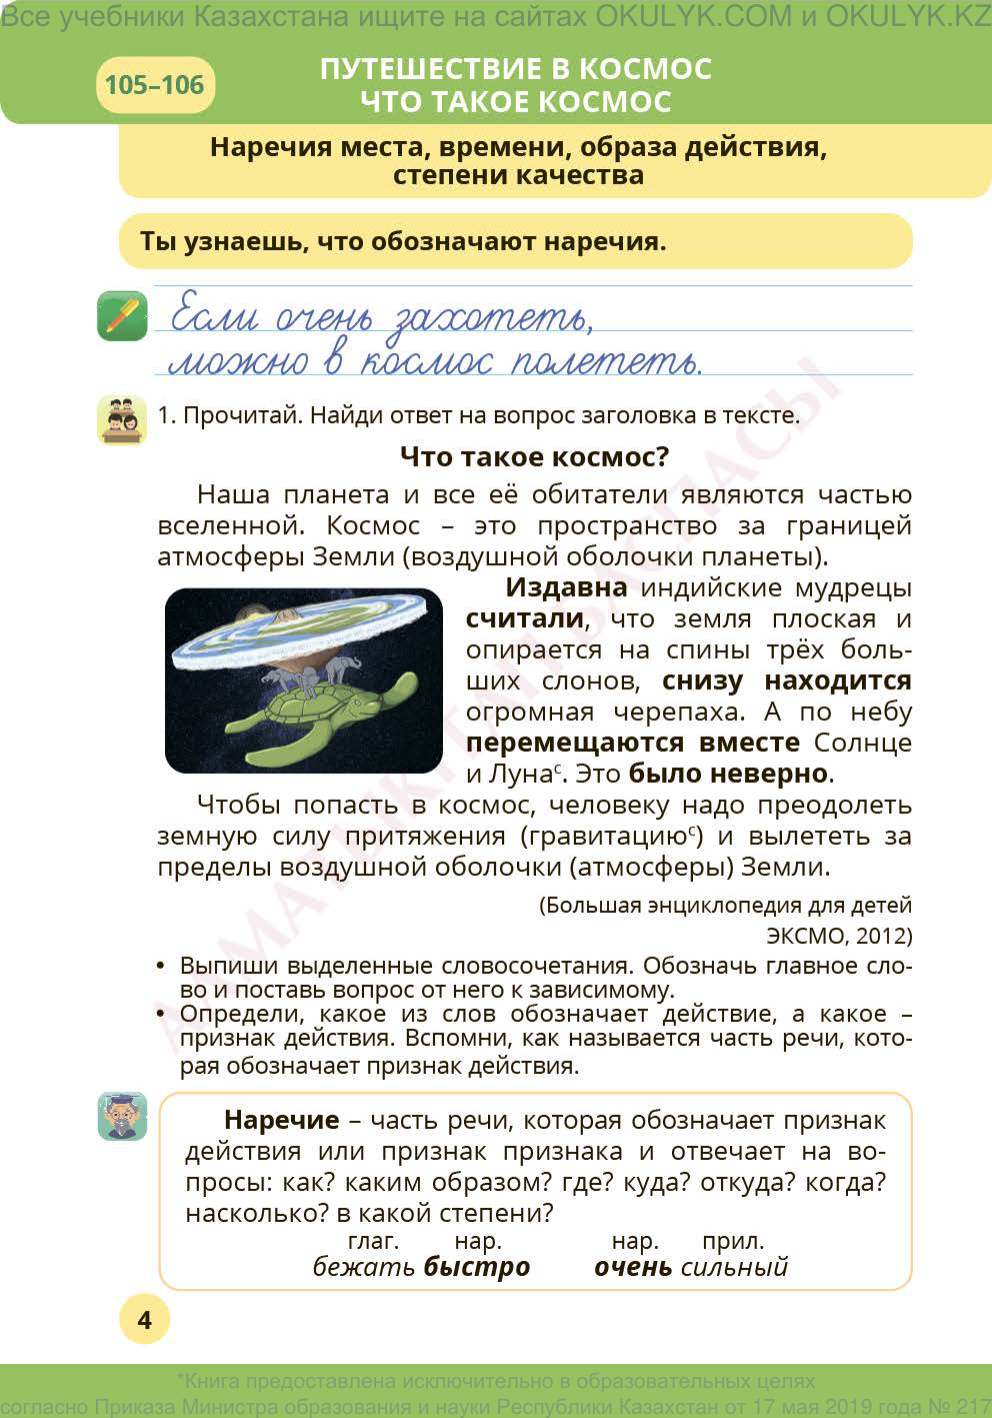 Все учебники Казахстана ищите на сайтах OKULYK.COM и OKULYK.KZ
105–106
ПУТЕШЕСТВИЕ В КОСМОС
ЧТО ТАКОЕ КОСМОС
Наречия места, времени, образа действия,
степени качества
Ты узнаешь, что обозначают наречия.
Если очень захотеть,
можно в космос полететь.
1. Прочитай. Найди ответ на вопрос заголовка в тексте.
Что такое космос?
Наша планета и все её обитатели являются частью
вселенной. Космос – это пространство за границей
атмосферы Земли (воздушной оболочки планеты).
Издавна индийские мудрецы
считали, что земля плоская и
опирается на спины трёх боль-
ших слонов, снизу находится
огромная черепаха. А по небу
перемещаются вместе Солнце
и Лунаᶜ. Это было неверно.
Чтобы попасть в космос, человеку надо преодолеть
земную силу притяжения (гравитациюᶜ) и вылететь за
пределы воздушной оболочки (атмосферы) Земли.
(Большая энциклопедия для детей
ЭКСМО, 2012)
• Выпиши выделенные словосочетания. Обозначь главное сло-
во и поставь вопрос от него к зависимому.
• Определи, какое из слов обозначает действие, а какое –
признак действия. Вспомни, как называется часть речи, кото-
рая обозначает признак действия.
Наречие – часть речи, которая обозначает признак
действия или признак признака и отвечает на во-
просы: как? каким образом? где? куда? откуда? когда?
насколько? в какой степени?
глаг. нар. нар. прил.
бежать быстро очень сильный
4
АЛМАТЫКІТАП БАСПАСЫ
*Книга предоставлена исключительно в образовательных целях
согласно Приказа Министра образования и науки Республики Казахстан от 17 мая 2019 года № 217